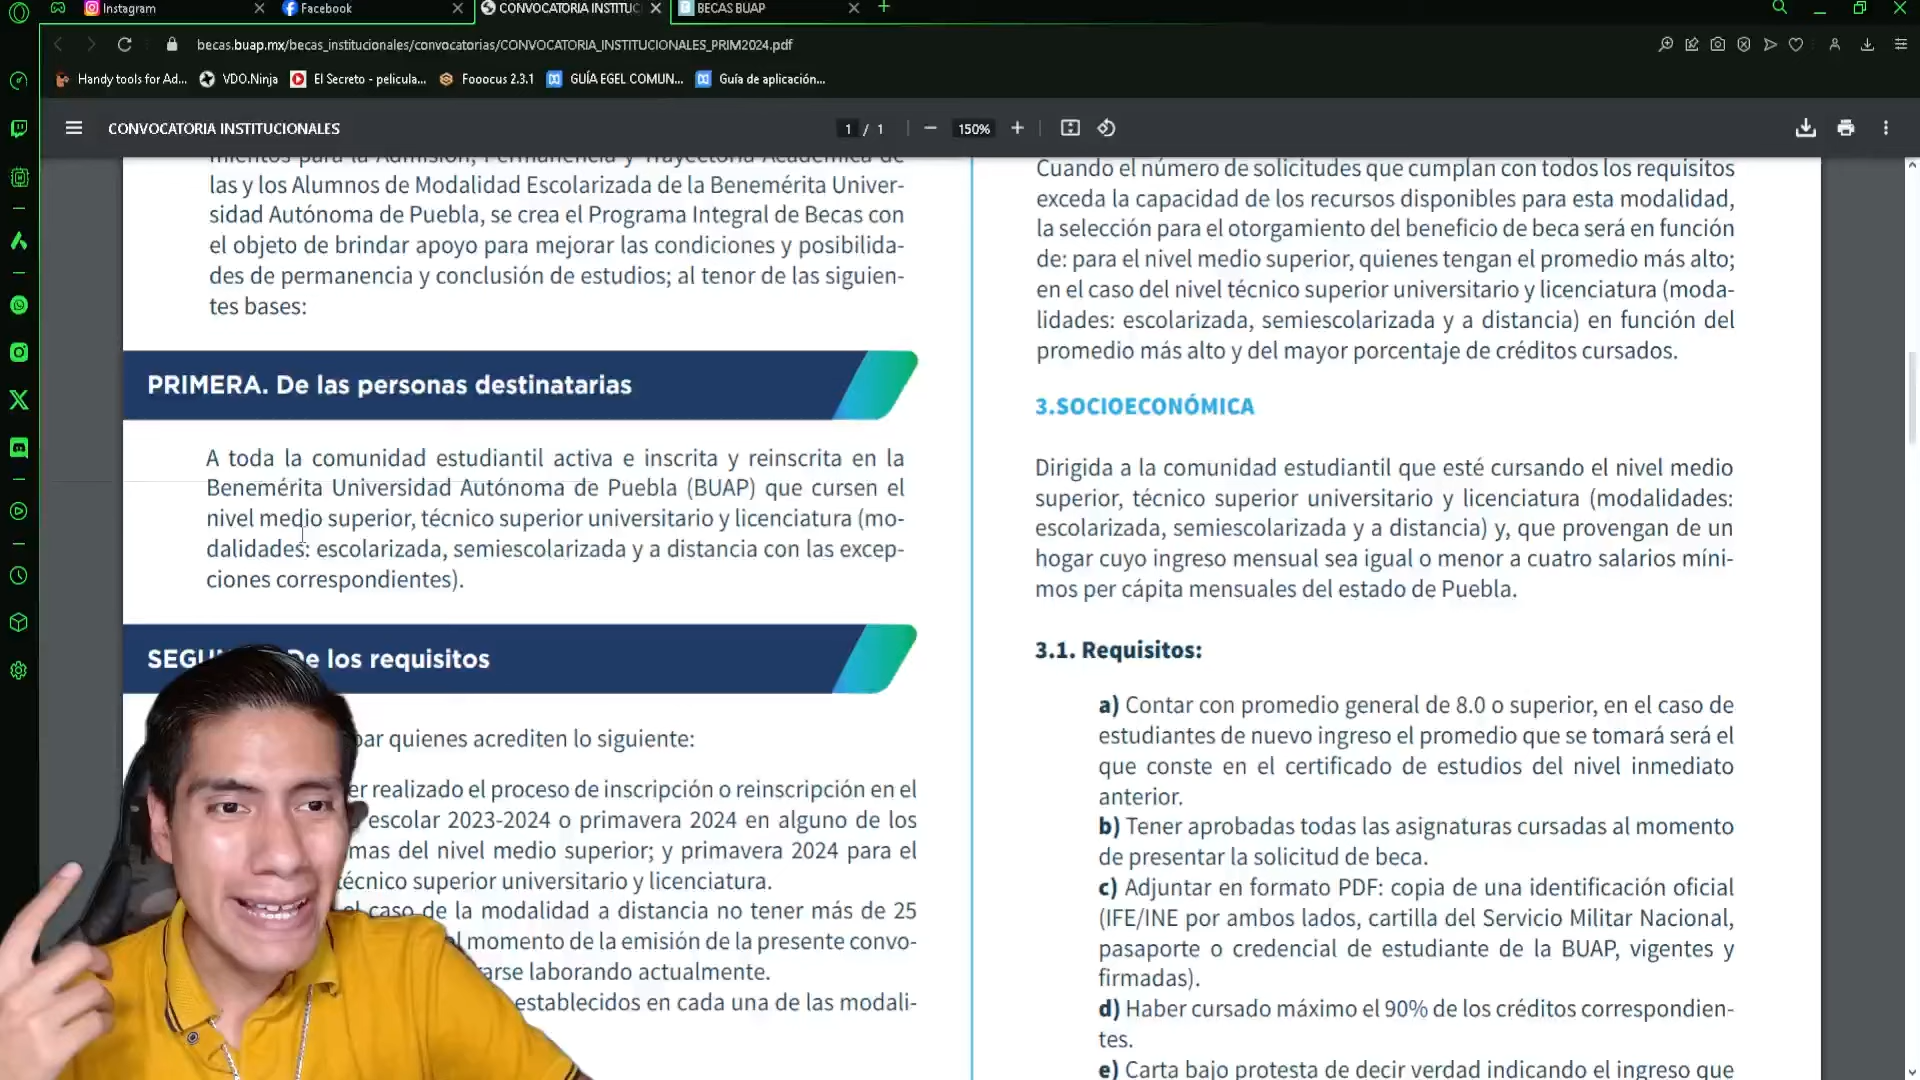 Instagram
Facebook
CONVOCATORIA INSTITUC
BECAS BUAP
becas.buap.mx/becas_institucionales/convocatorias/CONVOCATORIA_INSTITUCIONALES_PRIM2024.pdf
Handy tools for Ad...
VDO.Ninja
El Secreto - pelicula...
Fooocus 2.3.1
GUÍA EGEL COMUN...
Guía de aplicación...
CONVOCATORIA INSTITUCIONALES
1 / 1
150%
mientos para la Admisión, Permanencia y Trayectoria Académica de
las y los Alumnos de Modalidad Escolarizada de la Benemérita Univer-
sidad Autónoma de Puebla, se crea el Programa Integral de Becas con
el objeto de brindar apoyo para mejorar las condiciones y posibilida-
des de permanencia y conclusión de estudios; al tenor de las siguien-
tes bases:
PRIMERA. De las personas destinatarias
A toda la comunidad estudiantil activa e inscrita y reinscrita en la
Benemérita Universidad Autónoma de Puebla (BUAP) que cursen el
nivel medio superior, técnico superior universitario y licenciatura (mo-
dalidades: escolarizada, semiescolarizada y a distancia con las excep-
ciones correspondientes).
SEGU De los requisitos
par quienes acrediten lo siguiente:
er realizado el proceso de inscripción o reinscripción en el
escolar 2023-2024 o primavera 2024 en alguno de los
mas del nivel medio superior; y primavera 2024 para el
técnico superior universitario y licenciatura.
el caso de la modalidad a distancia no tener más de 25
l momento de la emisión de la presente convo-
arse laborando actualmente.
establecidos en cada una de las modali-
Cuando el número de solicitudes que cumplan con todos los requisitos
exceda la capacidad de los recursos disponibles para esta modalidad,
la selección para el otorgamiento del beneficio de beca será en función
de: para el nivel medio superior, quienes tengan el promedio más alto;
en el caso del nivel técnico superior universitario y licenciatura (moda-
lidades: escolarizada, semiescolarizada y a distancia) en función del
promedio más alto y del mayor porcentaje de créditos cursados.
3.SOCIOECONÓMICA
Dirigida a la comunidad estudiantil que esté cursando el nivel medio
superior, técnico superior universitario y licenciatura (modalidades:
escolarizada, semiescolarizada y a distancia) y, que provengan de un
hogar cuyo ingreso mensual sea igual o menor a cuatro salarios míni-
mos per cápita mensuales del estado de Puebla.
3.1. Requisitos:
a) Contar con promedio general de 8.0 o superior, en el caso de
estudiantes de nuevo ingreso el promedio que se tomará será el
que conste en el certificado de estudios del nivel inmediato
anterior.
b) Tener aprobadas todas las asignaturas cursadas al momento
de presentar la solicitud de beca.
c) Adjuntar en formato PDF: copia de una identificación oficial
(IFE/INE por ambos lados, cartilla del Servicio Militar Nacional,
pasaporte o credencial de estudiante de la BUAP, vigentes y
firmadas).
d) Haber cursado máximo el 90% de los créditos correspondien-
tes.
e) Carta bajo protesta de decir verdad indicando el ingreso que